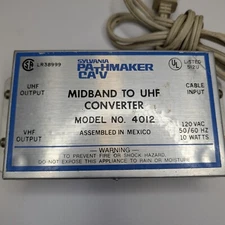 LR38999
SYLVANIA
PATHMAKER
CATV
LISTED
UHF
OUTPUT
MIDBAND TO UHF
CONVERTER
CABLE
INPUT
MODEL NO. 4012
VHF
OUTPUT
ASSEMBLED IN MEXICO
120 VAC
50/60 HZ
10 WATTS
WARNING
TO PREVENT FIRE OR SHOCK HAZARD,
DO NOT EXPOSE THIS APPLIANCE TO RAIN OR MOISTURE